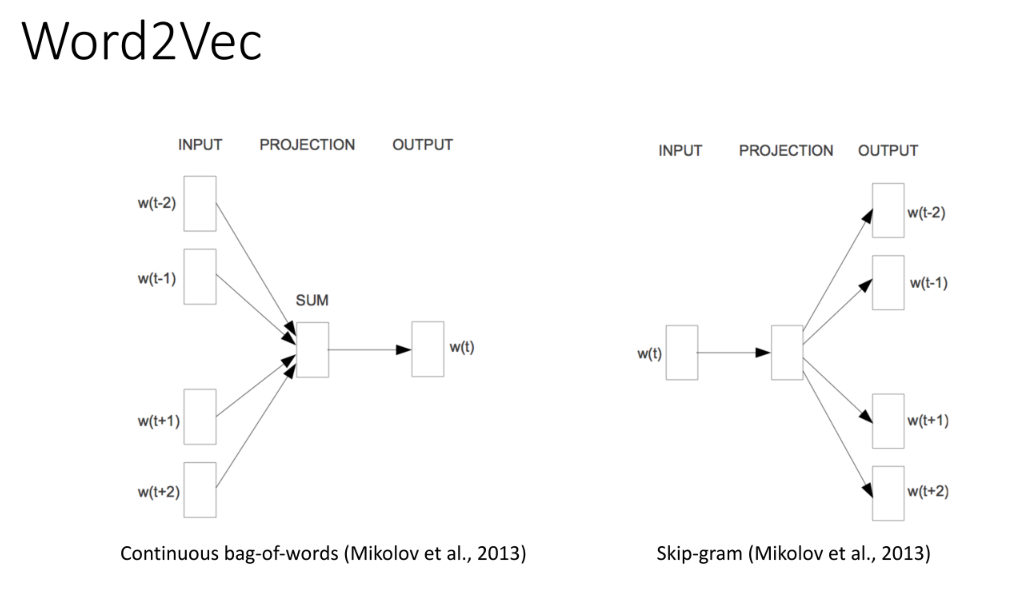 Word2Vec
INPUT PROJECTION OUTPUT
w(t-2)
w(t-1)
SUM
w(t)
w(t+1)
w(t+2)
Continuous bag-of-words (Mikolov et al., 2013)
INPUT PROJECTION OUTPUT
w(t-2)
w(t-1)
w(t)
w(t+1)
w(t+2)
Skip-gram (Mikolov et al., 2013)